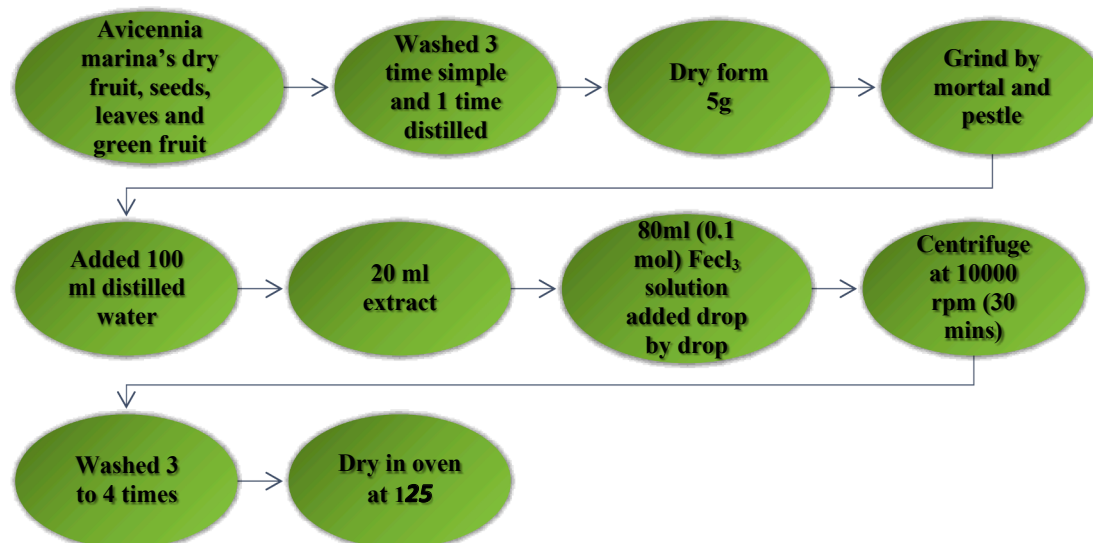 Avicennia
marina’s dry
fruit, seeds,
leaves and
green fruit
Washed 3
time simple
and 1 time
distilled
Dry form
5g
Grind by
mortal and
pestle
Added 100
ml distilled
water
20 ml
extract
80ml (0.1
mol) Fecl₃
solution
added drop
by drop
Centrifuge
at 10000
rpm (30
mins)
Washed 3
to 4 times
Dry in oven
at 125